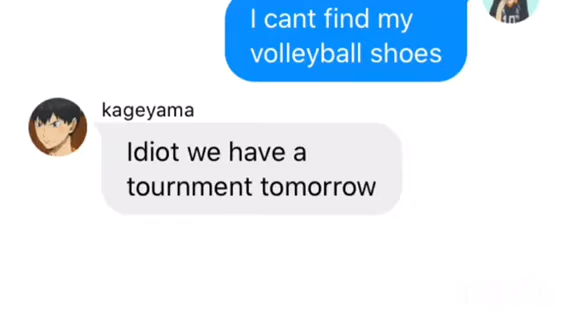 I cant find my
volleyball shoes
kageyama
Idiot we have a
tournment tomorrow